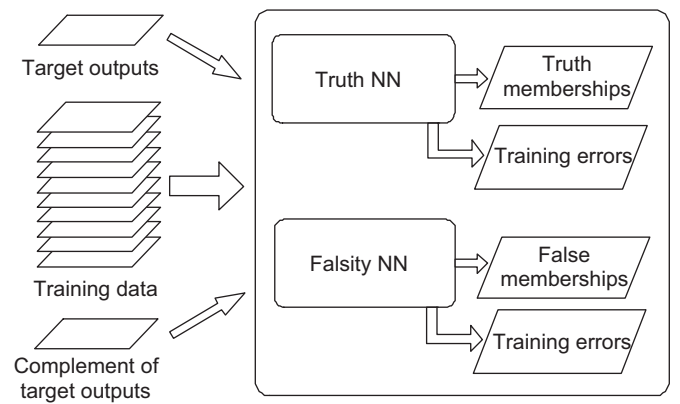 Target outputs
Training data
Complement of
target outputs
Truth NN
Truth
memberships
Training errors
Falsity NN
False
memberships
Training errors